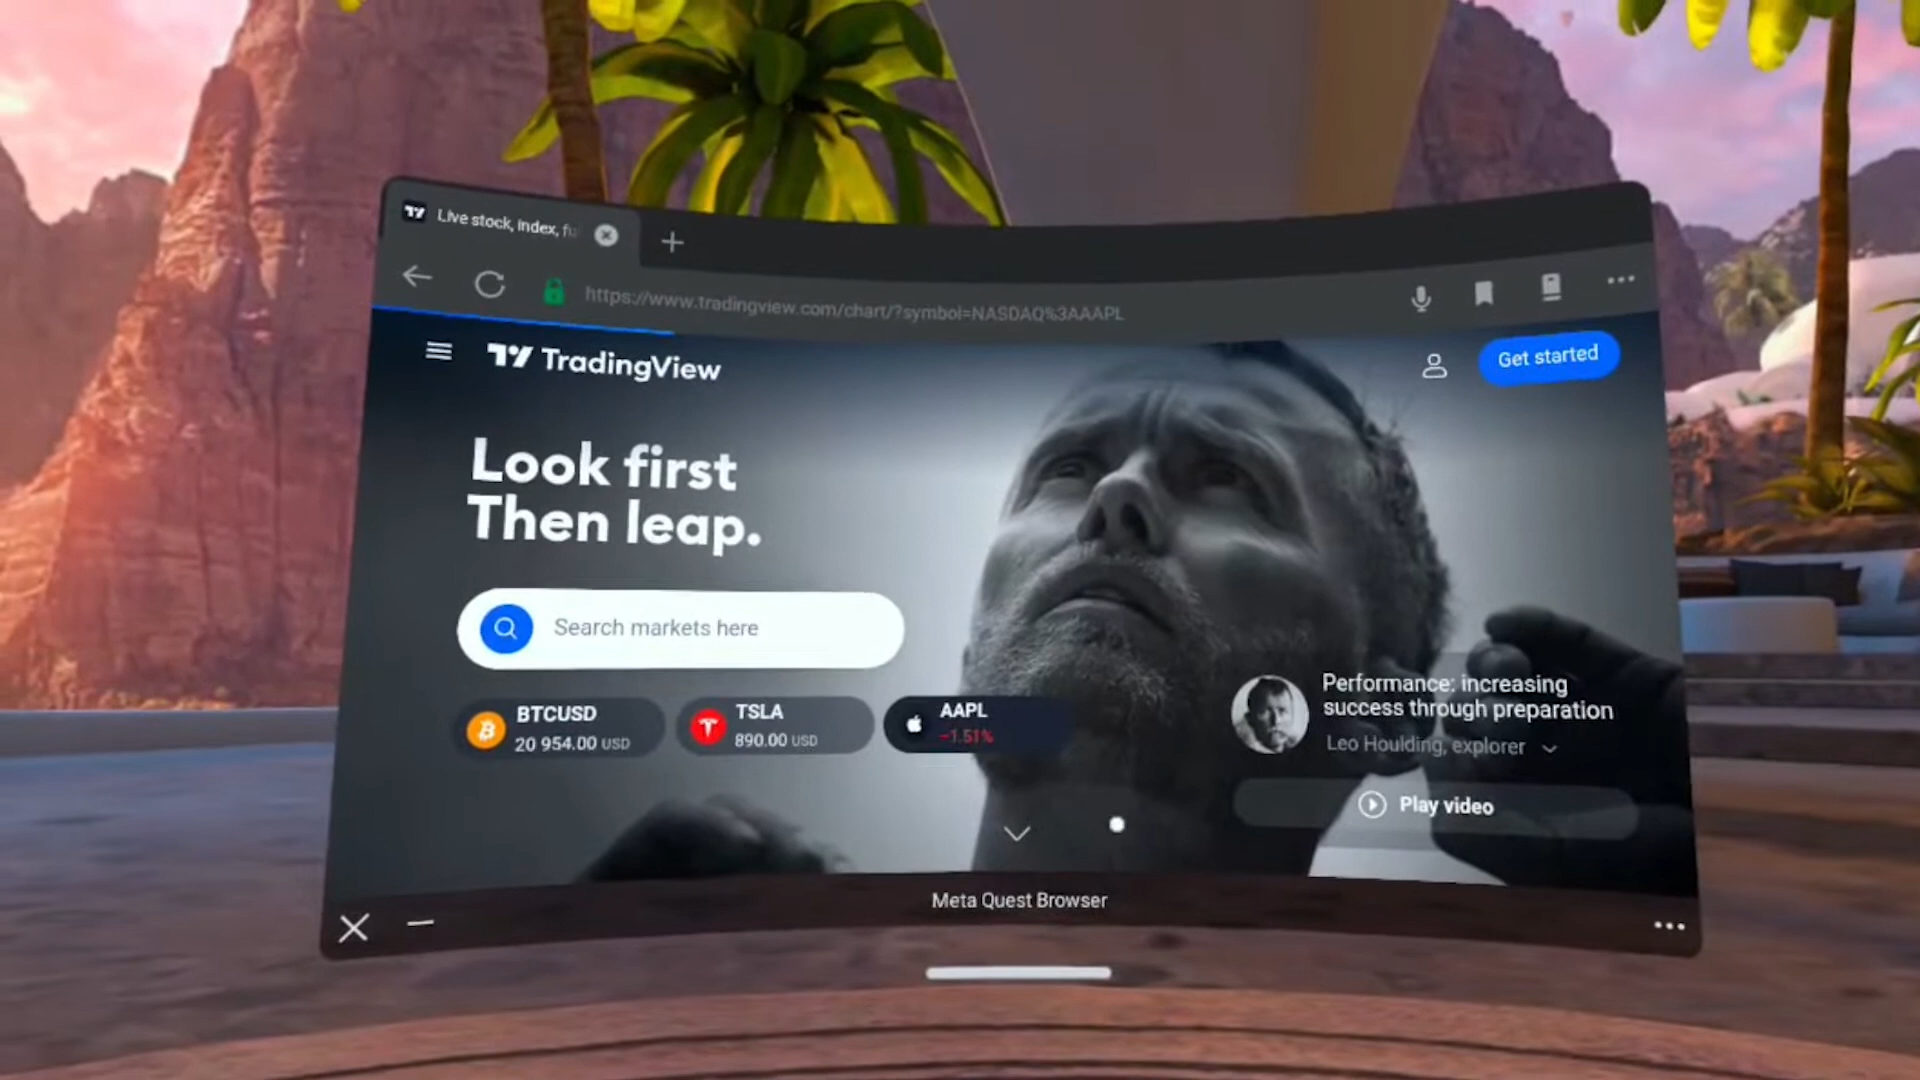 Live stock, index, fu
https://www.tradingview.com/chart/?symbol=NASDAQ%3AAAPL
TradingView
Get started
Look first
Then leap.
Search markets here
BTCUSD
20 954.00 USD
TSLA
890.00 USD
AAPL
−1.51%
Performance: increasing
success through preparation
Leo Houlding, explorer
Play video
Meta Quest Browser